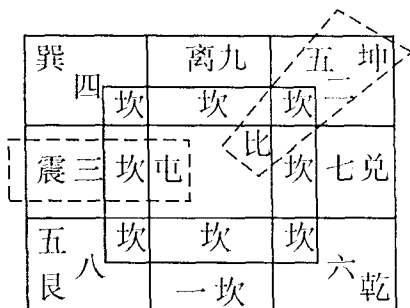 巽 四 离九 五二 坤
坎 坎 坎
比
震三 坎 屯 坎 七兑
坎 坎 坎
五 八 艮 一坎 六 乾